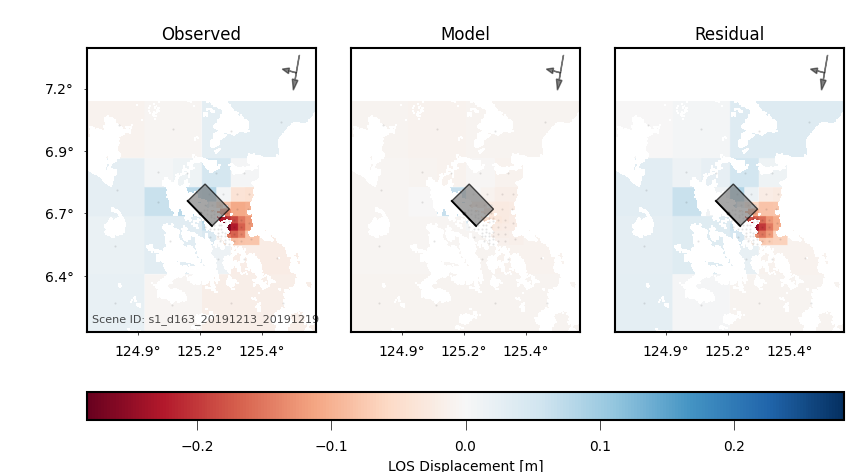 Observed Model Residual
7.2°
6.9°
6.7°
6.4°
Scene ID: s1_d163_20191213_20191219
124.9° 125.2° 125.4° 124.9° 125.2° 125.4° 124.9° 125.2° 125.4°
−0.2 −0.1 0.0 0.1 0.2
LOS Displacement [m]